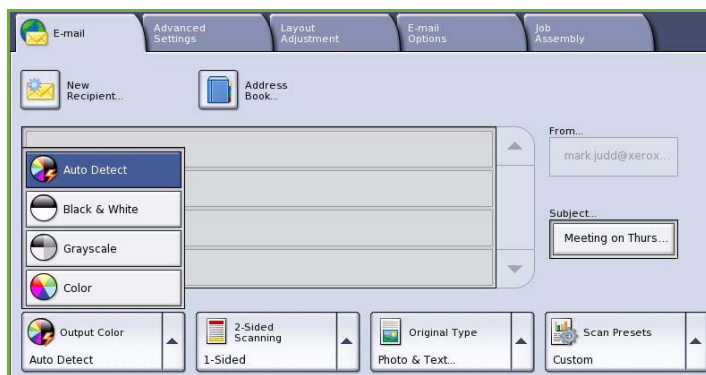 E-mail
Advanced
Settings
Layout
Adjustment
E-mail
Options
Job
Assembly
New
Recipient...
Address
Book...
From...
mark.judd@xerox...
Auto Detect
Black & White
Grayscale
Color
Subject...
Meeting on Thurs...
Output Color
Auto Detect
2-Sided
Scanning
1-Sided
Original Type
Photo & Text...
Scan Presets
Custom